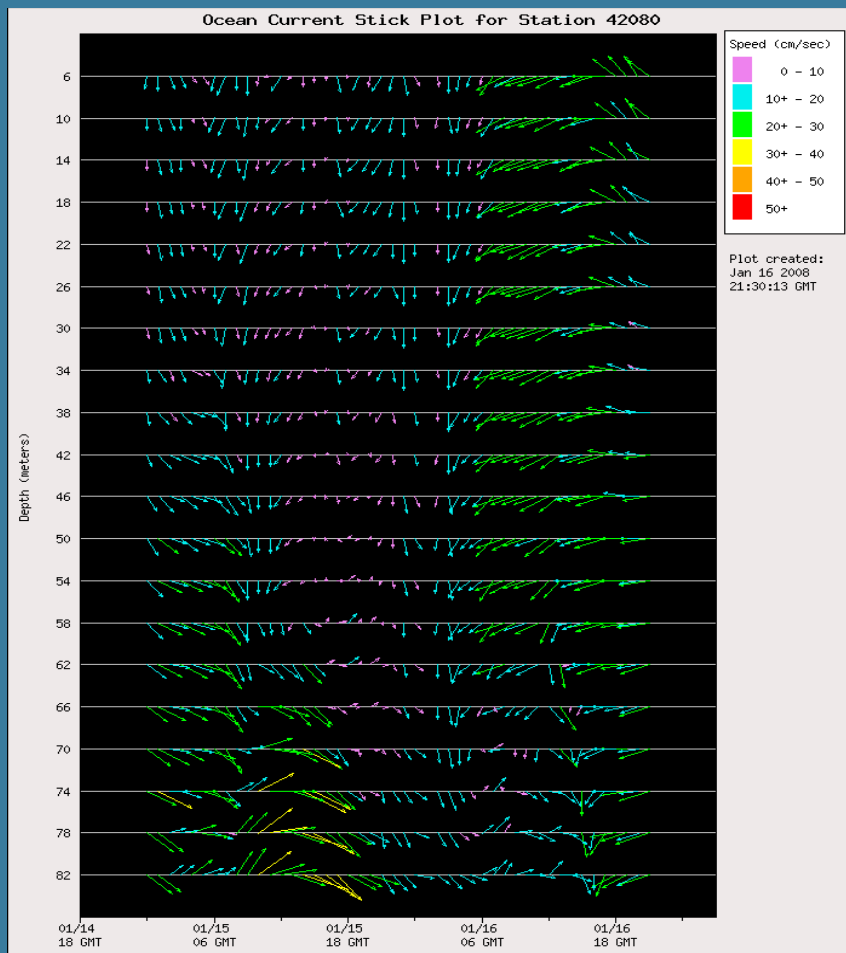 Ocean Current Stick Plot for Station 42080
Speed (cm/sec)
0 - 10
10+ - 20
20+ - 30
30+ - 40
40+ - 50
50+
Plot created:
Jan 16 2008
21:30:13 GMT
Depth (meters)
6
10
14
18
22
26
30
34
38
42
46
50
54
58
62
66
70
74
78
82
01/14 01/15 01/15 01/16 01/16
18 GMT 06 GMT 18 GMT 06 GMT 18 GMT